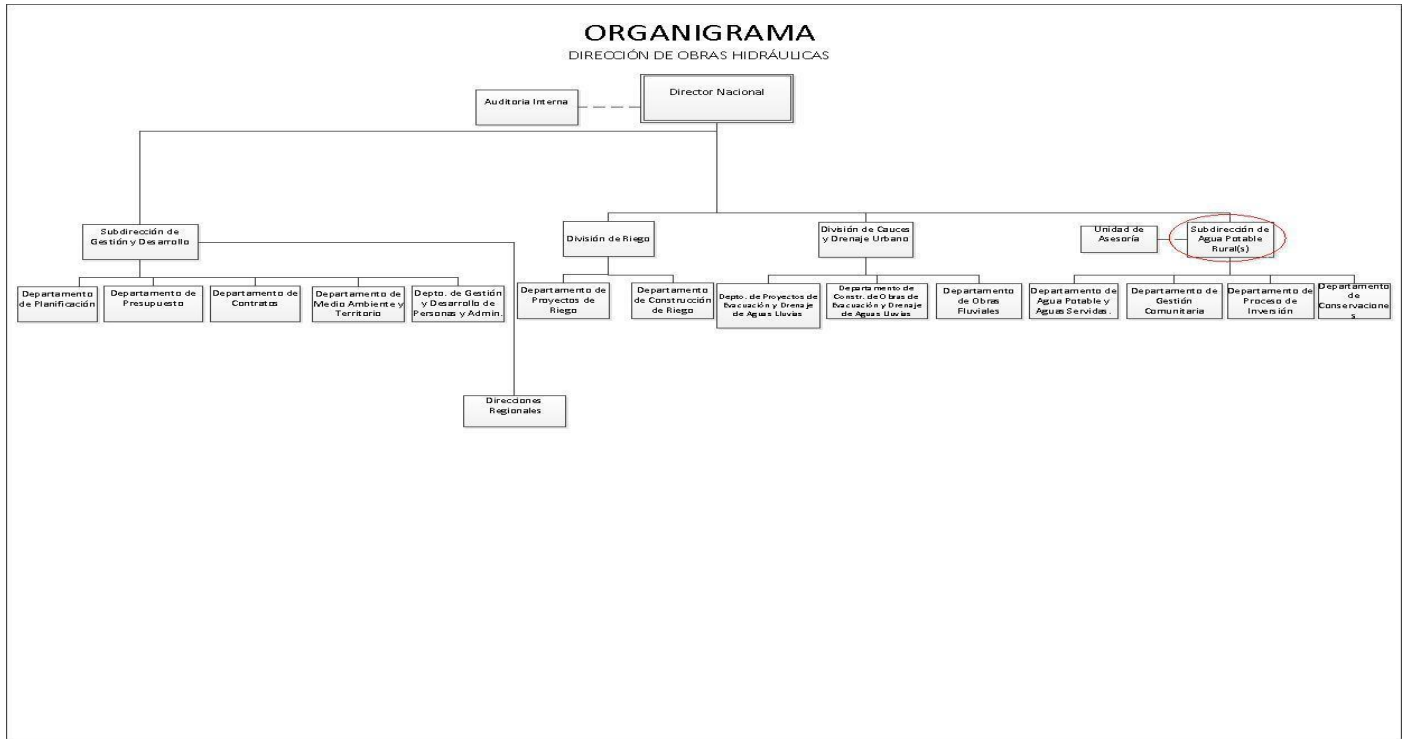 ORGANIGRAMA
DIRECCIÓN DE OBRAS HIDRÁULICAS
Director Nacional
Auditoria Interna
Subdirección de
Gestión y Desarrollo
División de Riego
División de Cauces
y Drenaje Urbano
Unidad de
Asesoría
Subdirección de
Agua Potable
Rural(s)
Departamento
de Planificación
Departamento de
Presupuesto
Departamento de
Contratos
Departamento de
Medio Ambiente y
Territorio
Depto. de Gestión
y Desarrollo de
Personas y Admin.
Departamento de
Proyectos de
Riego
Departamento
de Construcción
de Riego
Depto. de Proyectos de
Evacuación y Drenaje
de Aguas Lluvias
Departamento de
Constr. de Obras de
Evacuación y Drenaje
de Aguas Lluvias
Departamento
de Obras
Fluviales
Departamento de
Agua Potable y
Aguas Servidas.
Departamento de
Gestión
Comunitaria
Departamento de
Proceso de
Inversión
Departamento
de
Conservacione
s
Direcciones
Regionales